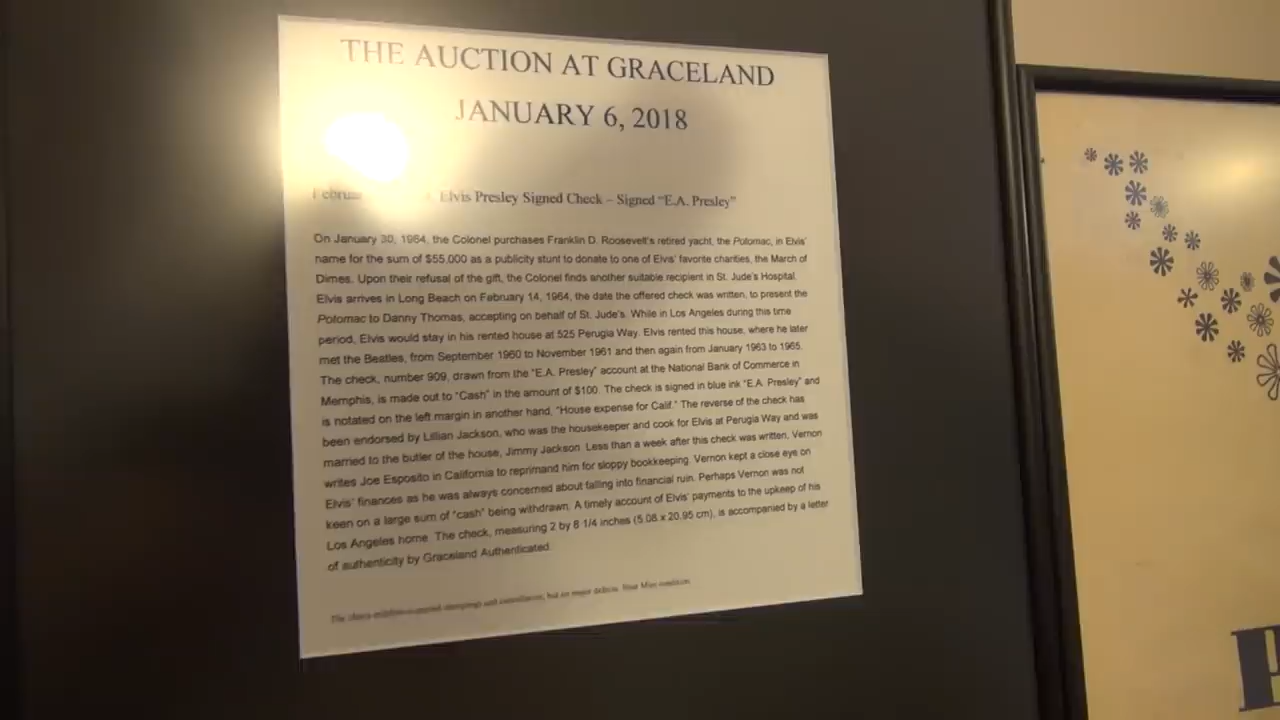 THE AUCTION AT GRACELAND
JANUARY 6, 2018
Elvis Presley Signed Check – Signed “E.A. Presley”
On January 30, 1964, the Colonel purchases Franklin D. Roosevelt's retired yacht, the Potomac, in Elvis'
name for the sum of $55,000 as a publicity stunt to donate to one of Elvis' favorite charities, the March of
Dimes. Upon their refusal of the gift, the Colonel finds another suitable recipient in St. Jude's Hospital.
Elvis arrives in Long Beach on February 14, 1964, the date the offered check was written, to present the
Potomac to Danny Thomas, accepting on behalf of St. Jude's. While in Los Angeles during this time
period, Elvis would stay in his rented house at 525 Perugia Way. Elvis rented this house, where he later
met the Beatles, from September 1960 to November 1961 and then again from January 1963 to 1965.
The check, number 909, drawn from the “E.A. Presley” account at the National Bank of Commerce in
Memphis, is made out to “Cash” in the amount of $100. The check is signed in blue ink “E.A. Presley” and
is notated on the left margin in another hand, “House expense for Calif.” The reverse of the check has
been endorsed by Lillian Jackson, who was the housekeeper and cook for Elvis at Perugia Way and was
married to the butler of the house, Jimmy Jackson. Less than a week after this check was written, Vernon
writes Joe Esposito in California to reprimand him for sloppy bookkeeping. Vernon kept a close eye on
Elvis' finances as he was always concerned about falling into financial ruin. Perhaps Vernon was not
keen on a large sum of “cash” being withdrawn. A timely account of Elvis' payments to the upkeep of his
Los Angeles home. The check, measuring 2 by 8 1/4 inches (5.08 x 20.95 cm), is accompanied by a letter
of authenticity by Graceland Authenticated.
The check exhibits stampings and cancellation, but no major defects. Near Mint condition.